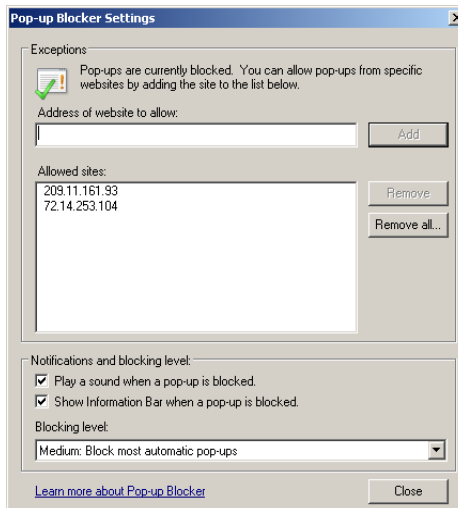 Pop-up Blocker Settings
Exceptions
Pop-ups are currently blocked. You can allow pop-ups from specific
websites by adding the site to the list below.
Address of website to allow:
Add
Allowed sites:
209.11.161.93
72.14.253.104
Remove
Remove all...
Notifications and blocking level:
Play a sound when a pop-up is blocked.
Show Information Bar when a pop-up is blocked.
Blocking level:
Medium: Block most automatic pop-ups
Learn more about Pop-up Blocker
Close